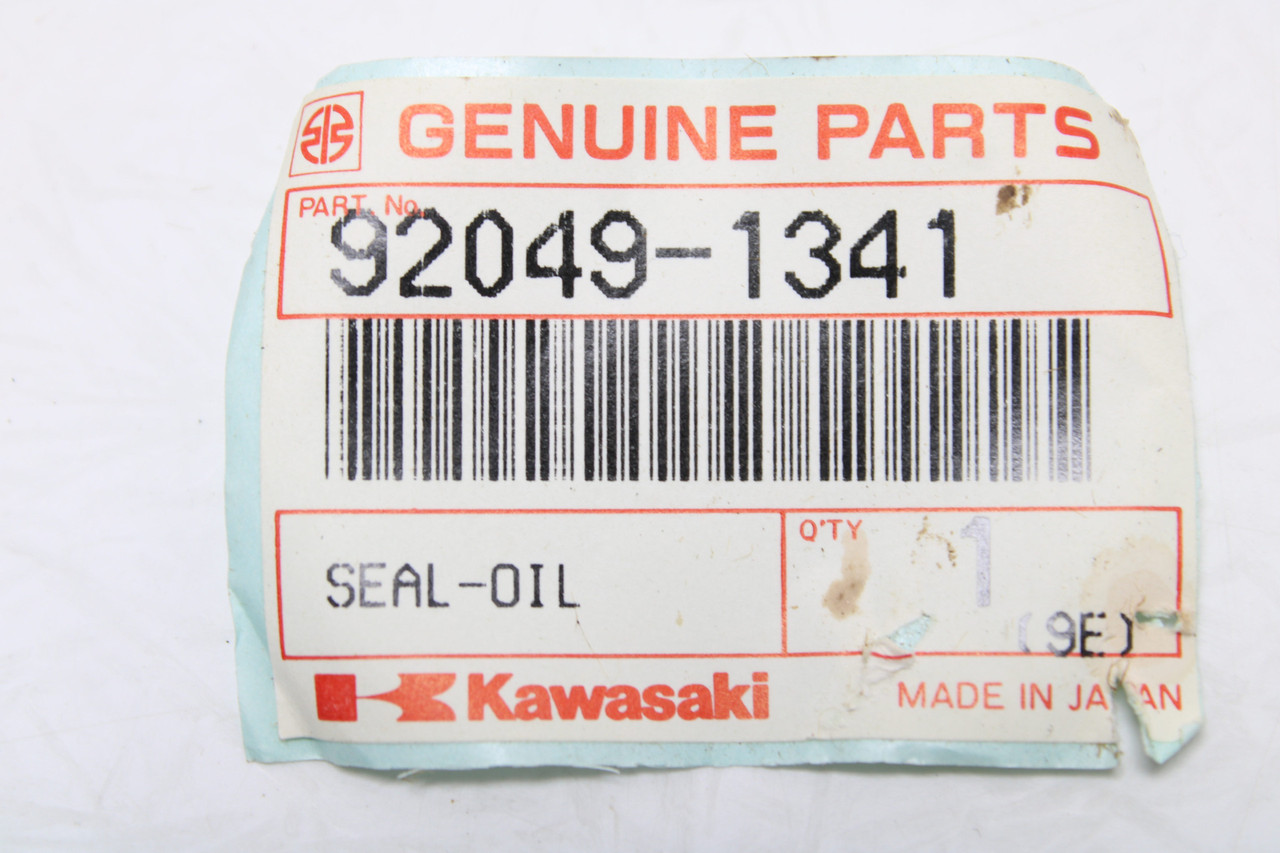 GENUINE PARTS
PART No.
92049-1341
SEAL-OIL
Q'TY
1
(9E)
Kawasaki
MADE IN JAPAN